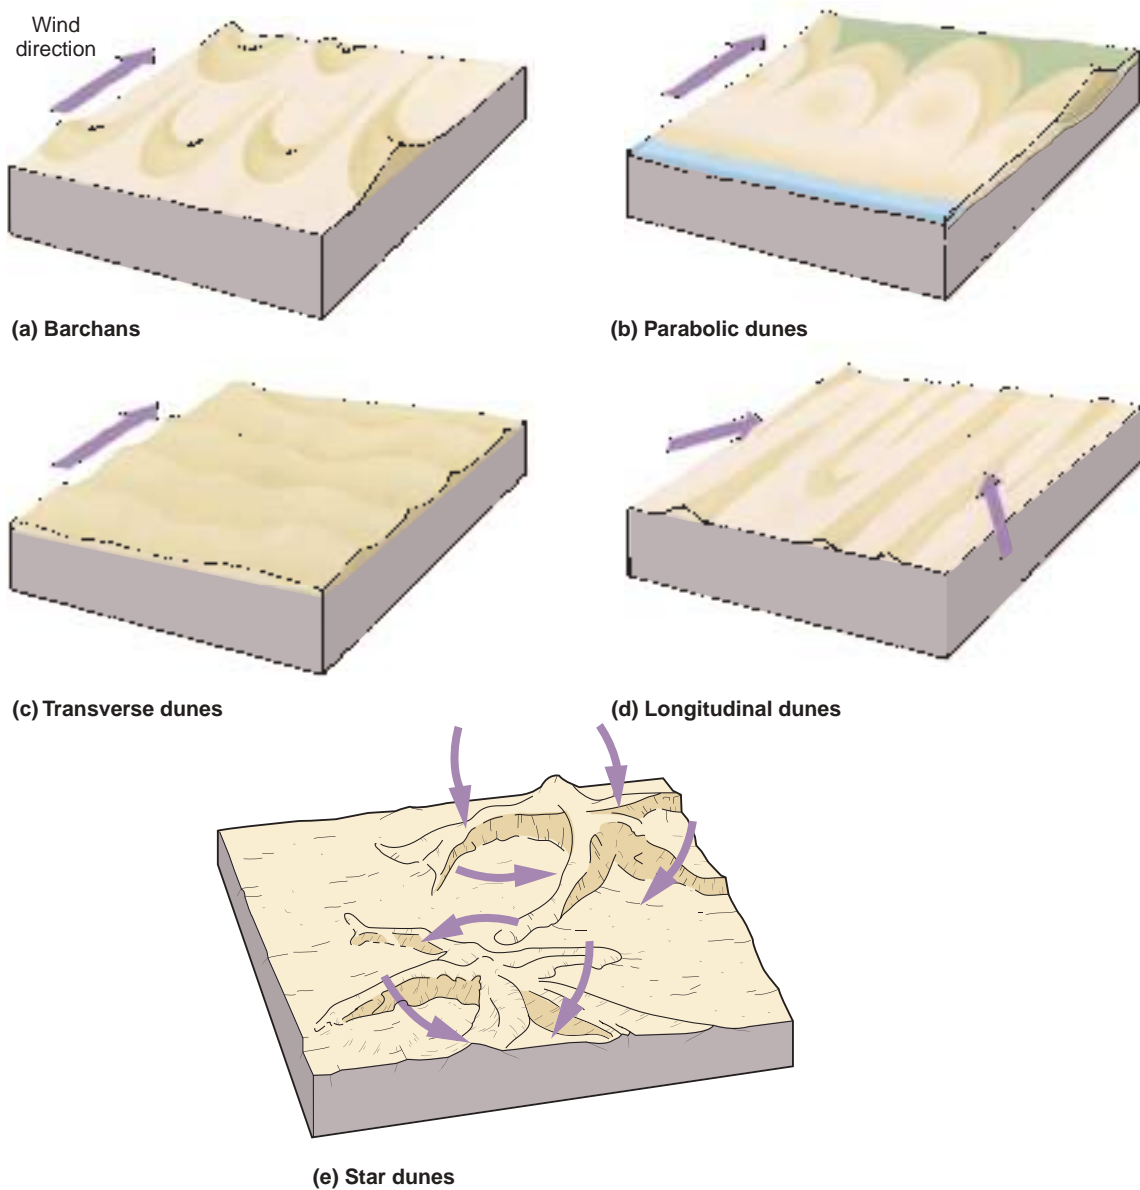 Wind
direction
(a) Barchans
(b) Parabolic dunes
(c) Transverse dunes
(d) Longitudinal dunes
(e) Star dunes